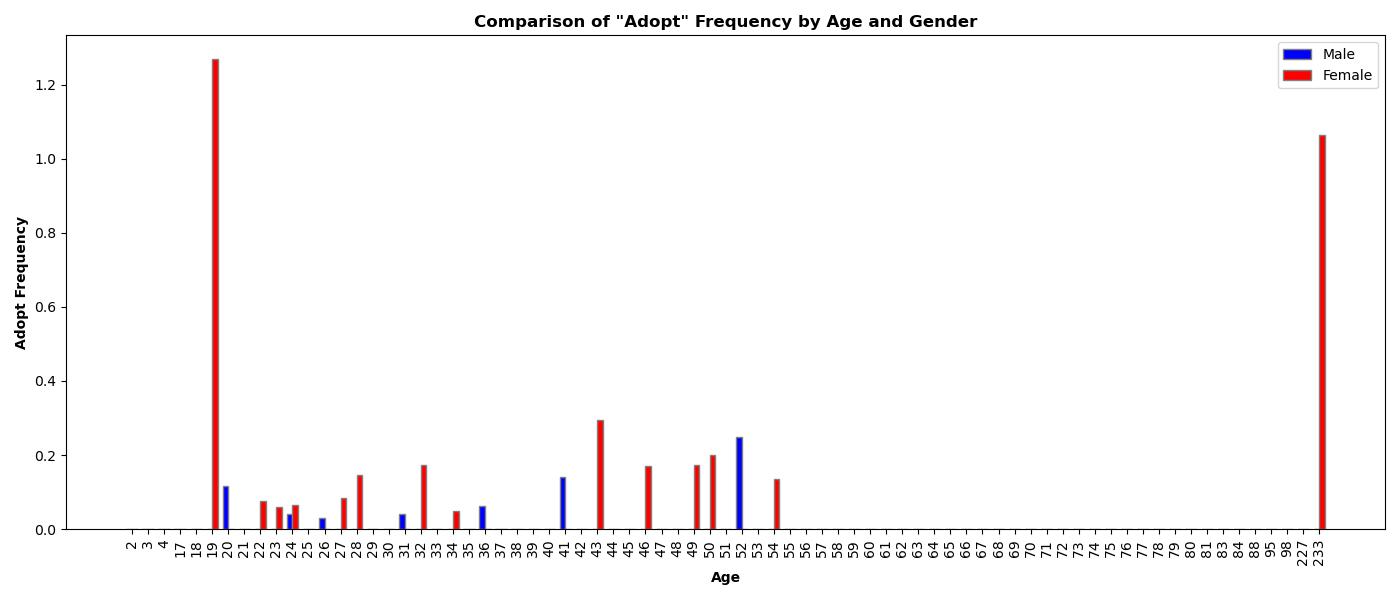 Comparison of "Adopt" Frequency by Age and Gender
Male
Female
1.2
1.0
0.8
0.6
0.4
0.2
0.0
Adopt Frequency
2 3 4 17 18 19 20 21 22 23 24 25 26 27 28 29 30 31 32 33 34 35 36 37 38 39 40 41 42 43 44 45 46 47 48 49 50 51 52 53 54 55 56 57 58 59 60 61 62 63 64 65 66 67 68 69 70 71 72 73 74 75 76 77 78 79 80 81 83 84 88 95 98 227 233
Age